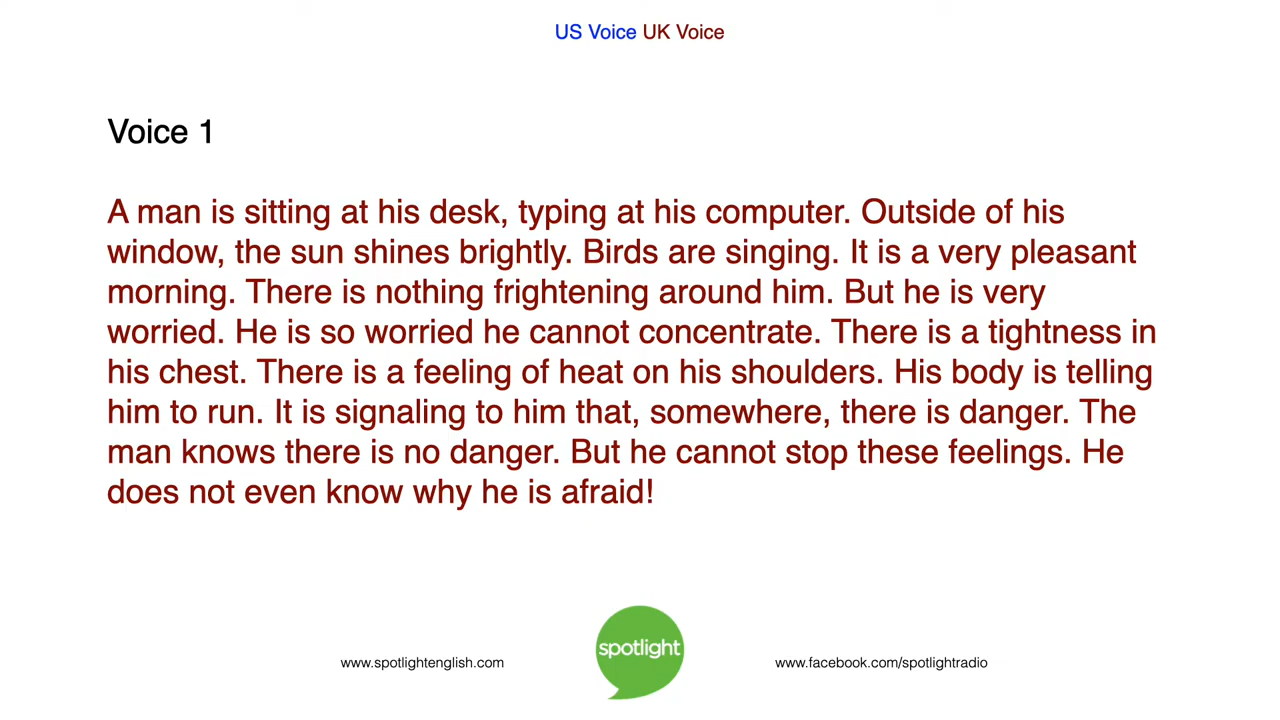 US Voice UK Voice
Voice 1
A man is sitting at his desk, typing at his computer. Outside of his
window, the sun shines brightly. Birds are singing. It is a very pleasant
morning. There is nothing frightening around him. But he is very
worried. He is so worried he cannot concentrate. There is a tightness in
his chest. There is a feeling of heat on his shoulders. His body is telling
him to run. It is signaling to him that, somewhere, there is danger. The
man knows there is no danger. But he cannot stop these feelings. He
does not even know why he is afraid!
spotlight
www.spotlightenglish.com
www.facebook.com/spotlightradio